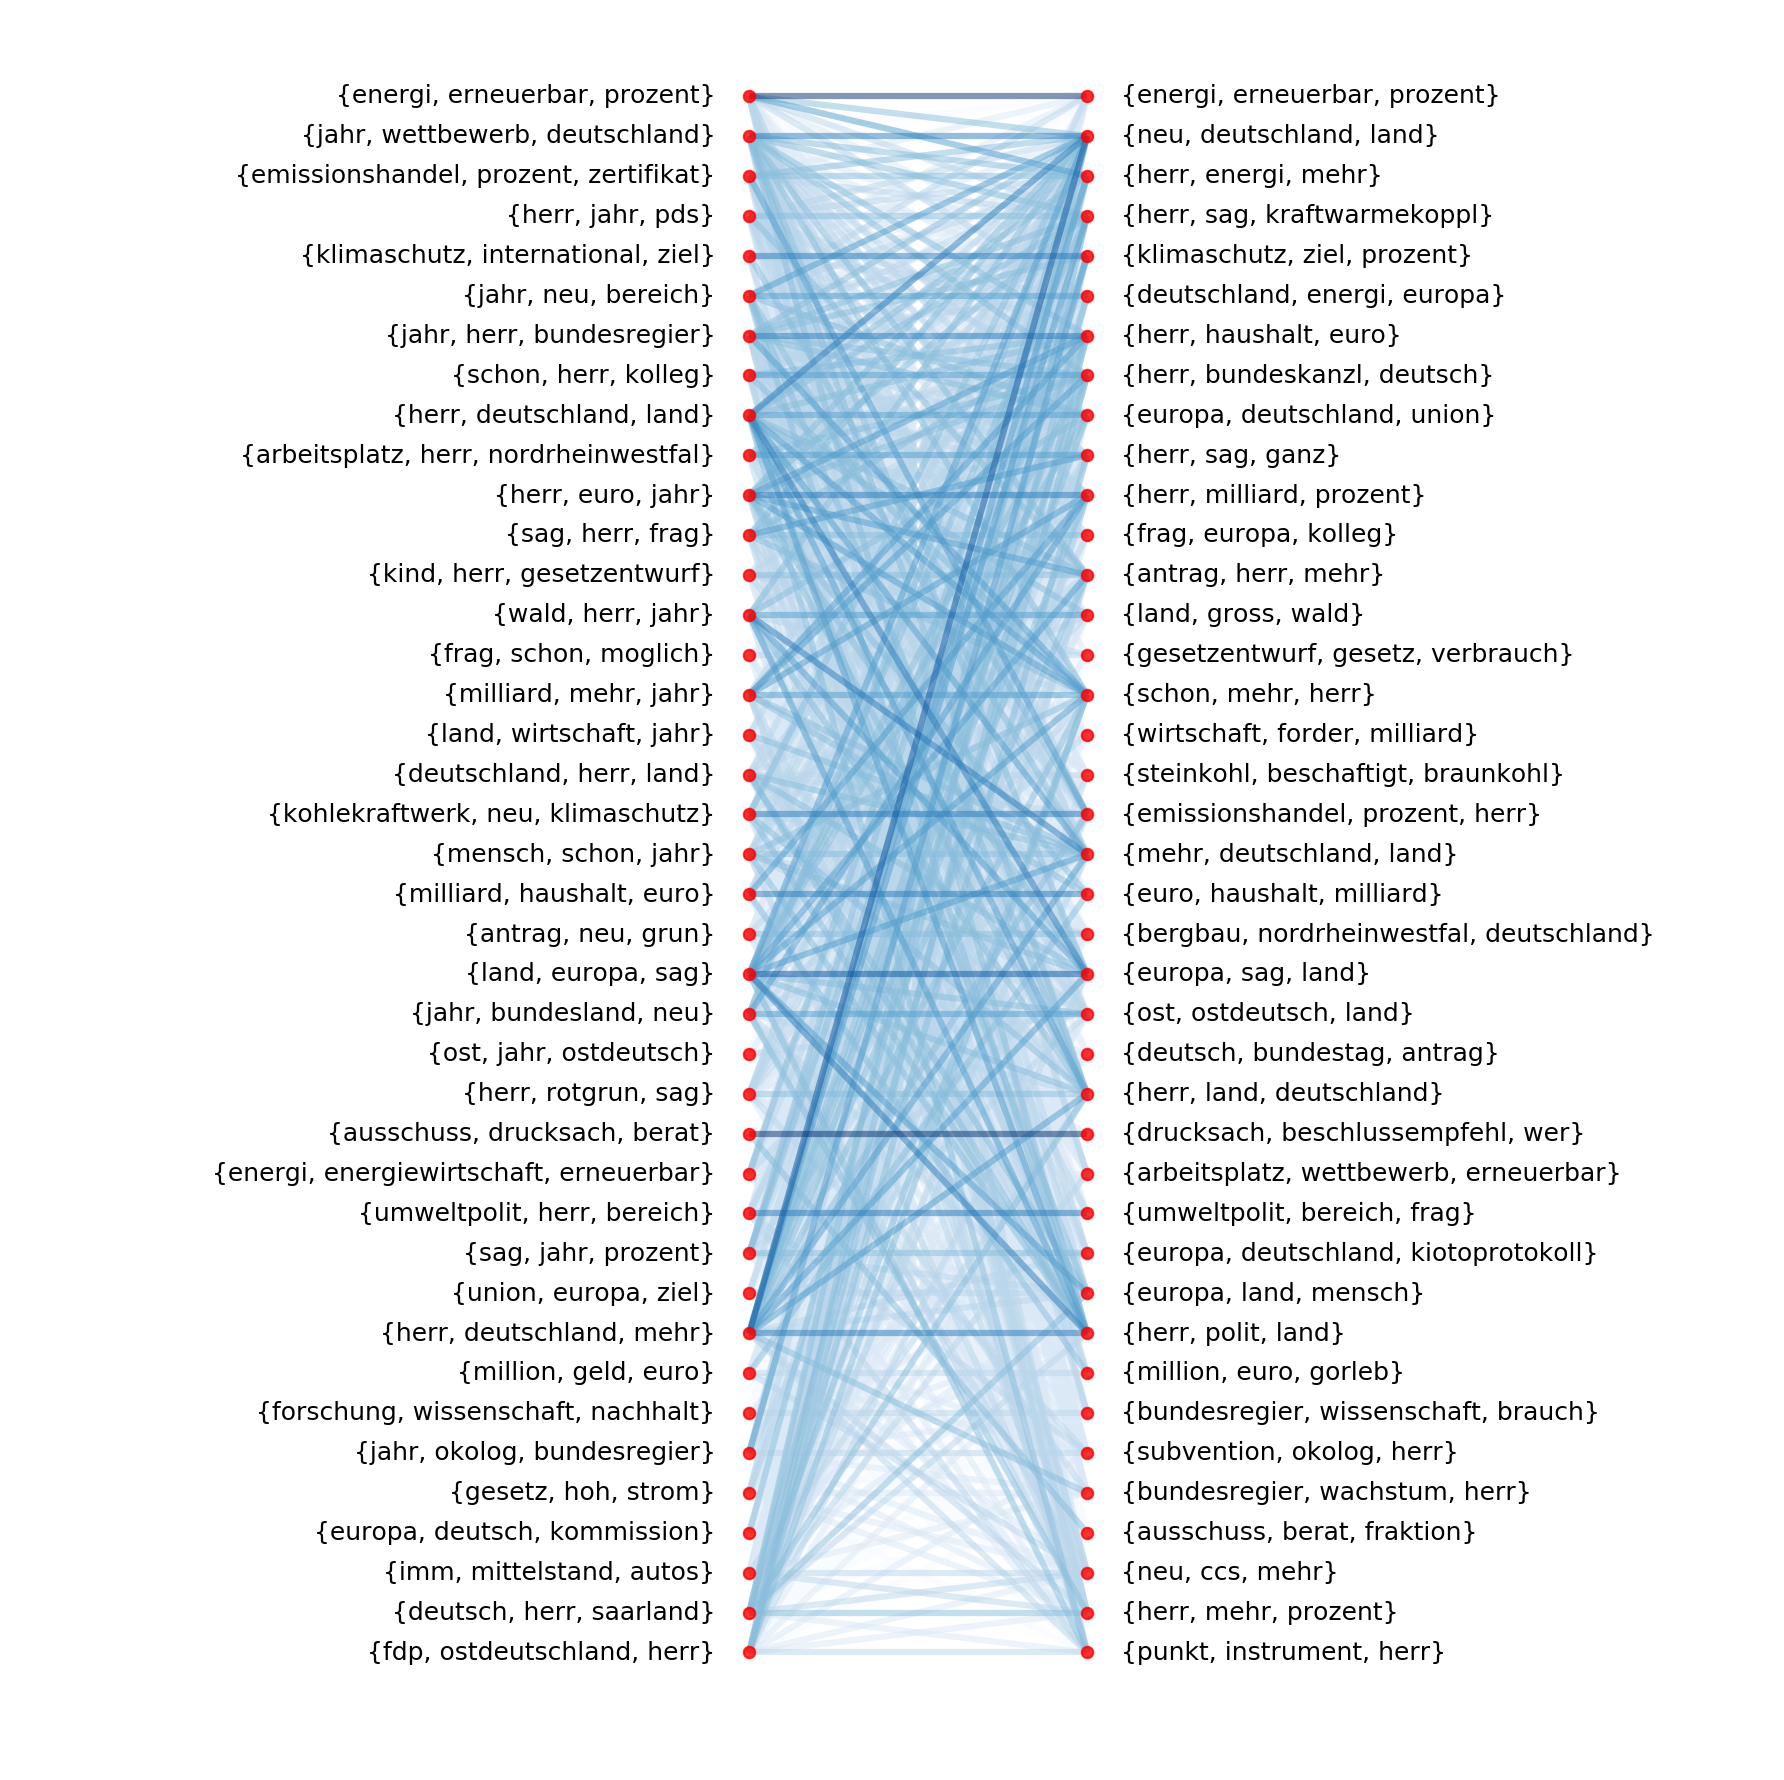 {energi, erneuerbar, prozent} {energi, erneuerbar, prozent}
{jahr, wettbewerb, deutschland} {neu, deutschland, land}
{emissionshandel, prozent, zertifikat} {herr, energi, mehr}
{herr, jahr, pds} {herr, sag, kraftwarmekoppl}
{klimaschutz, international, ziel} {klimaschutz, ziel, prozent}
{jahr, neu, bereich} {deutschland, energi, europa}
{jahr, herr, bundesregier} {herr, haushalt, euro}
{schon, herr, kolleg} {herr, bundeskanzl, deutsch}
{herr, deutschland, land} {europa, deutschland, union}
{arbeitsplatz, herr, nordrheinwestfal} {herr, sag, ganz}
{herr, euro, jahr} {herr, milliard, prozent}
{sag, herr, frag} {frag, europa, kolleg}
{kind, herr, gesetzentwurf} {antrag, herr, mehr}
{wald, herr, jahr} {land, gross, wald}
{frag, schon, moglich} {gesetzentwurf, gesetz, verbrauch}
{milliard, mehr, jahr} {schon, mehr, herr}
{land, wirtschaft, jahr} {wirtschaft, forder, milliard}
{deutschland, herr, land} {steinkohl, beschaftigt, braunkohl}
{kohlekraftwerk, neu, klimaschutz} {emissionshandel, prozent, herr}
{mensch, schon, jahr} {mehr, deutschland, land}
{milliard, haushalt, euro} {euro, haushalt, milliard}
{antrag, neu, grun} {bergbau, nordrheinwestfal, deutschland}
{land, europa, sag} {europa, sag, land}
{jahr, bundesland, neu} {ost, ostdeutsch, land}
{ost, jahr, ostdeutsch} {deutsch, bundestag, antrag}
{herr, rotgrun, sag} {herr, land, deutschland}
{ausschuss, drucksach, berat} {drucksach, beschlussempfehl, wer}
{energi, energiewirtschaft, erneuerbar} {arbeitsplatz, wettbewerb, erneuerbar}
{umweltpolit, herr, bereich} {umweltpolit, bereich, frag}
{sag, jahr, prozent} {europa, deutschland, kiotoprotokoll}
{union, europa, ziel} {europa, land, mensch}
{herr, deutschland, mehr} {herr, polit, land}
{million, geld, euro} {million, euro, gorleb}
{forschung, wissenschaft, nachhalt} {bundesregier, wissenschaft, brauch}
{jahr, okolog, bundesregier} {subvention, okolog, herr}
{gesetz, hoh, strom} {bundesregier, wachstum, herr}
{europa, deutsch, kommission} {ausschuss, berat, fraktion}
{imm, mittelstand, autos} {neu, ccs, mehr}
{deutsch, herr, saarland} {herr, mehr, prozent}
{fdp, ostdeutschland, herr} {punkt, instrument, herr}